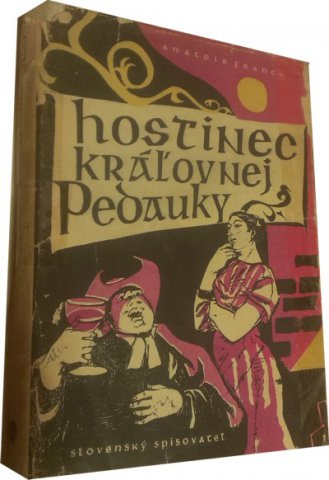 ANATOLE FRANCE
hostinec
kráľovnej
Pedauky
slovenský spisovateľ